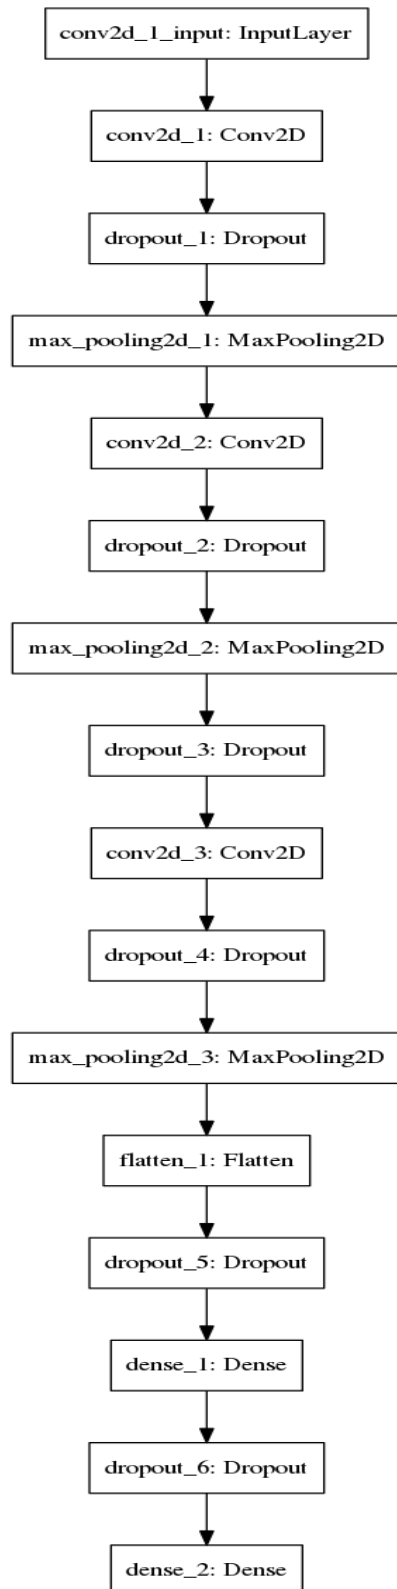 conv2d_1_input: InputLayer
conv2d_1: Conv2D
dropout_1: Dropout
max_pooling2d_1: MaxPooling2D
conv2d_2: Conv2D
dropout_2: Dropout
max_pooling2d_2: MaxPooling2D
dropout_3: Dropout
conv2d_3: Conv2D
dropout_4: Dropout
max_pooling2d_3: MaxPooling2D
flatten_1: Flatten
dropout_5: Dropout
dense_1: Dense
dropout_6: Dropout
dense_2: Dense